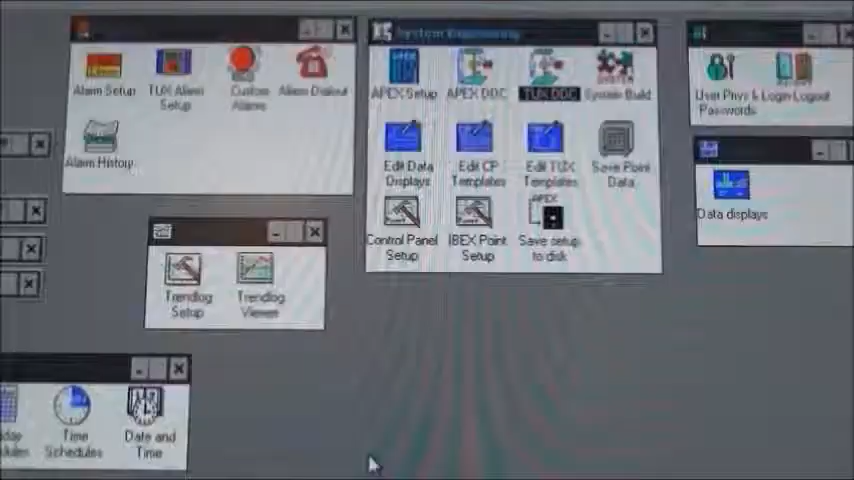 System Engineering
Alarm Setup
TUX Alarm
Setup
Custom
Alarms
Alarm Dialout
Alarm History
APEX Setup
APEX DDC
TUX DDC
System Build
Edit Data
Displays
Edit CP
Templates
Edit TUX
Templates
Save Point
Data
APEX
Control Panel
Setup
IBEX Point
Setup
Save setup
to disk
User Privs &
Passwords
Login-Logout
Data displays
Trendlog
Setup
Trendlog
Viewer
Time
Schedules
Date and
Time